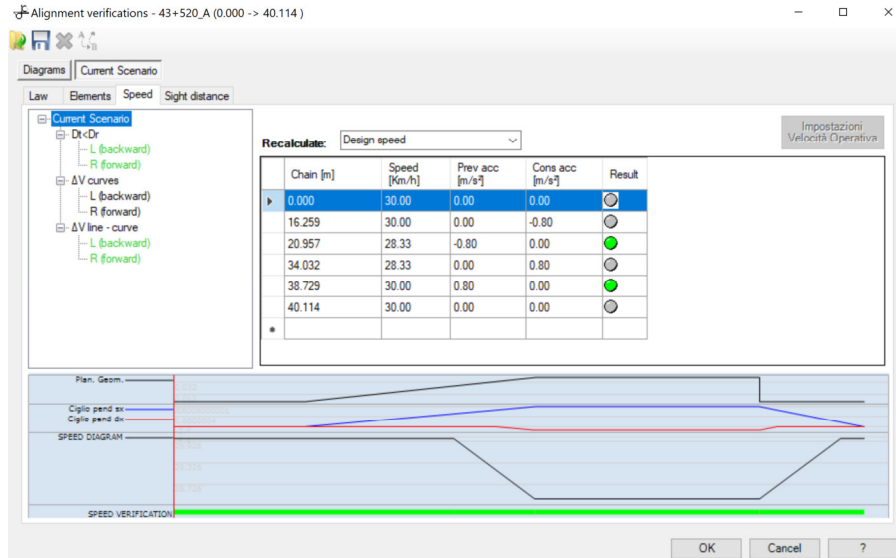 Alignment verifications - 43+520_A (0.000 -> 40.114 )
Diagrams Current Scenario
Law Elements Speed Sight distance
Current Scenario
Dt<Dr
L (backward)
R (forward)
ΔV curves
L (backward)
R (forward)
ΔV line - curve
L (backward)
R (forward)
Recalculate: Design speed
Impostazioni
Velocità Operativa
Chain [m] Speed [Km/h] Prev acc [m/s²] Cons acc [m/s²] Result
0.000 30.00 0.00 0.00
16.259 30.00 0.00 -0.80
20.957 28.33 -0.80 0.00
34.032 28.33 0.00 0.80
38.729 30.00 0.80 0.00
40.114 30.00 0.00 0.00
Plan. Geom.
Ciglio pend sx
Ciglio pend dx
SPEED DIAGRAM
SPEED VERIFICATION
OK Cancel ?